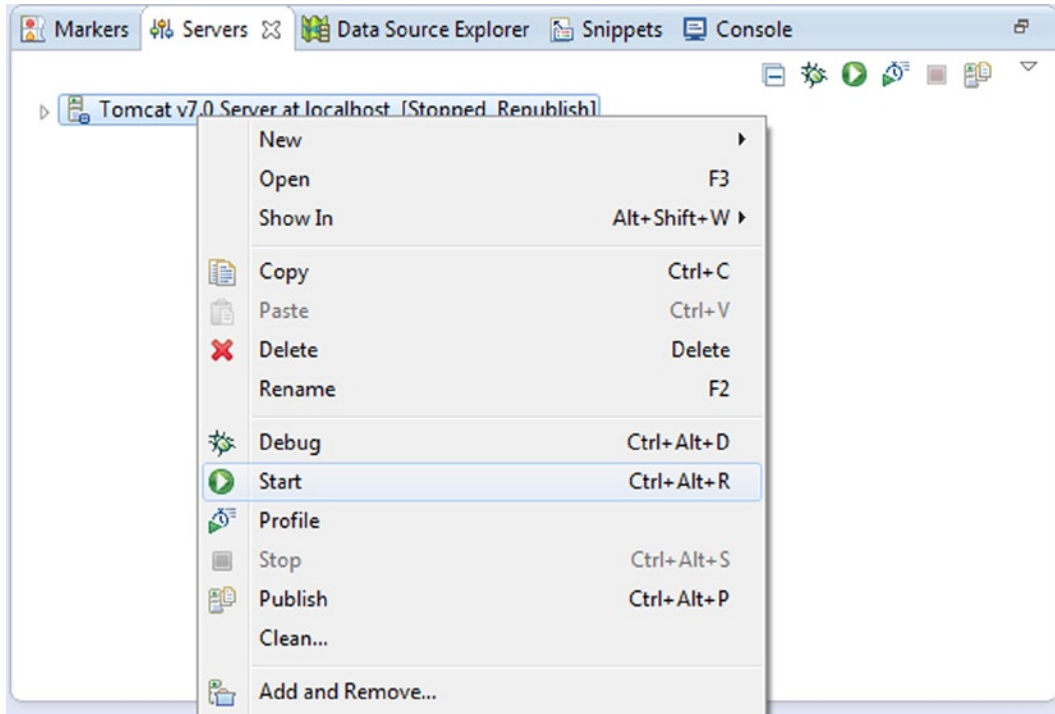 Markers Servers Data Source Explorer Snippets Console
Tomcat v7.0 Server at localhost [Stopped, Republish]
New
Open F3
Show In Alt+Shift+W
Copy Ctrl+C
Paste Ctrl+V
Delete Delete
Rename F2
Debug Ctrl+Alt+D
Start Ctrl+Alt+R
Profile
Stop Ctrl+Alt+S
Publish Ctrl+Alt+P
Clean...
Add and Remove...